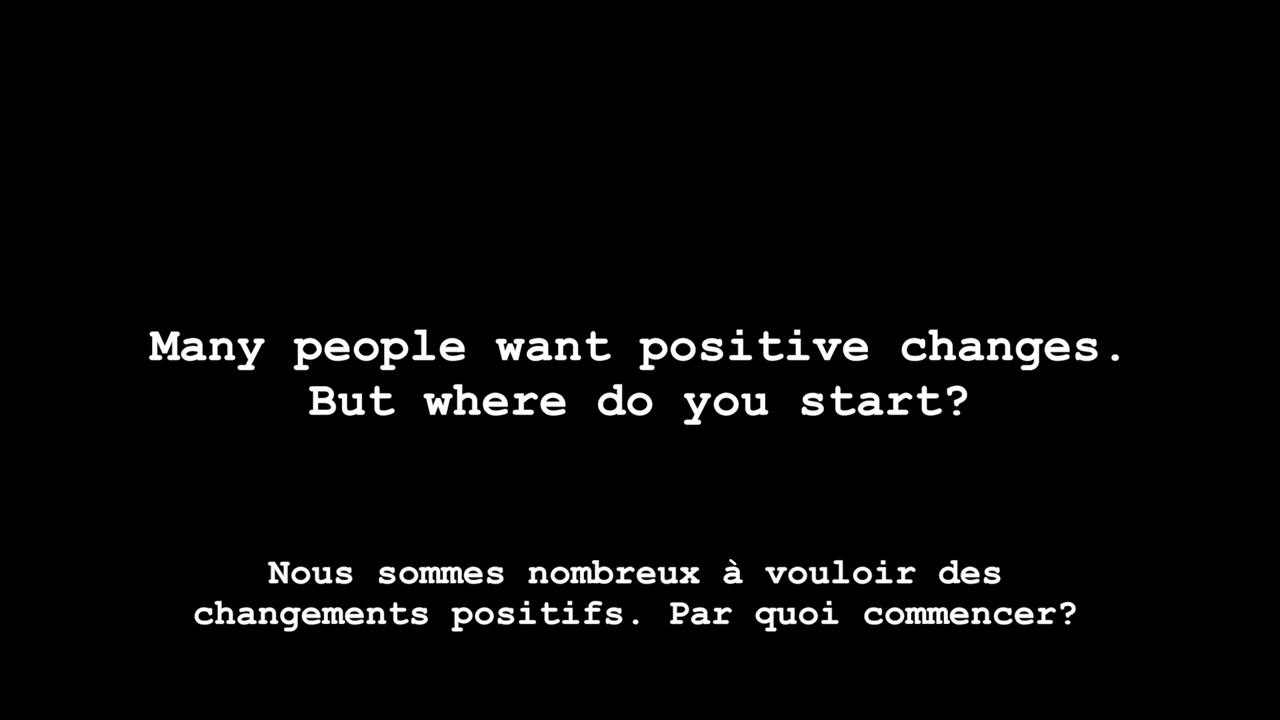 Many people want positive changes.
But where do you start?
Nous sommes nombreux à vouloir des
changements positifs. Par quoi commencer?